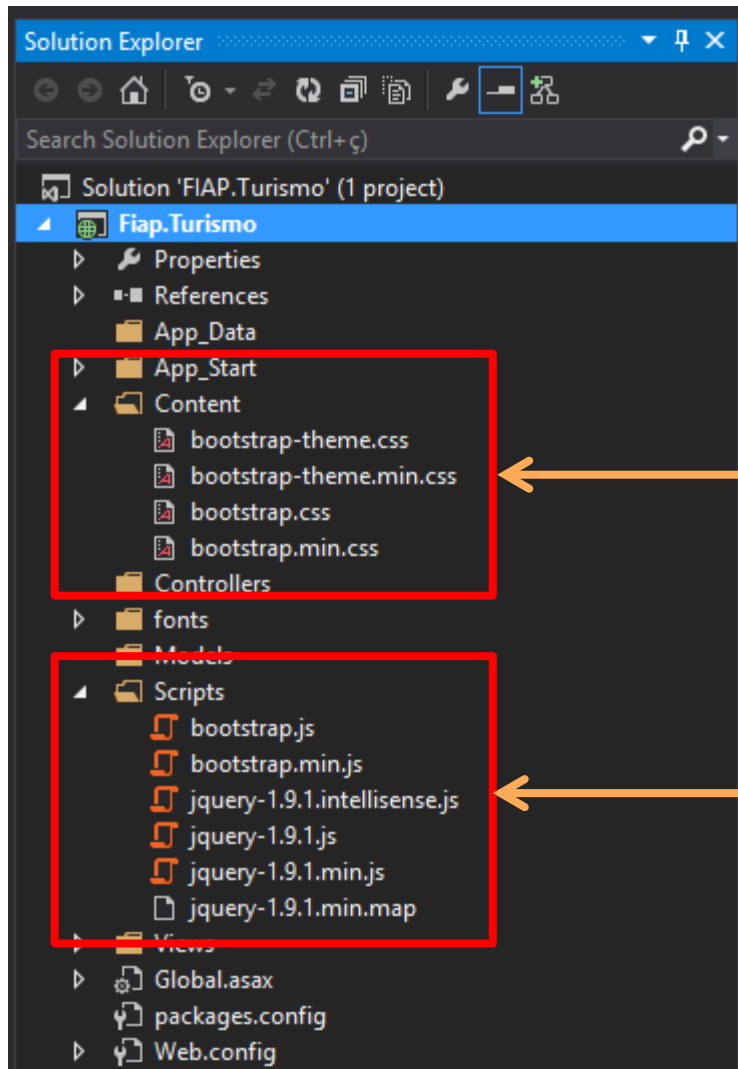 Solution Explorer
Search Solution Explorer (Ctrl+ç)
Solution 'FIAP.Turismo' (1 project)
Fiap.Turismo
Properties
References
App_Data
App_Start
Content
bootstrap-theme.css
bootstrap-theme.min.css
bootstrap.css
bootstrap.min.css
Controllers
fonts
Models
Scripts
bootstrap.js
bootstrap.min.js
jquery-1.9.1.intellisense.js
jquery-1.9.1.js
jquery-1.9.1.min.js
jquery-1.9.1.min.map
Views
Global.asax
packages.config
Web.config